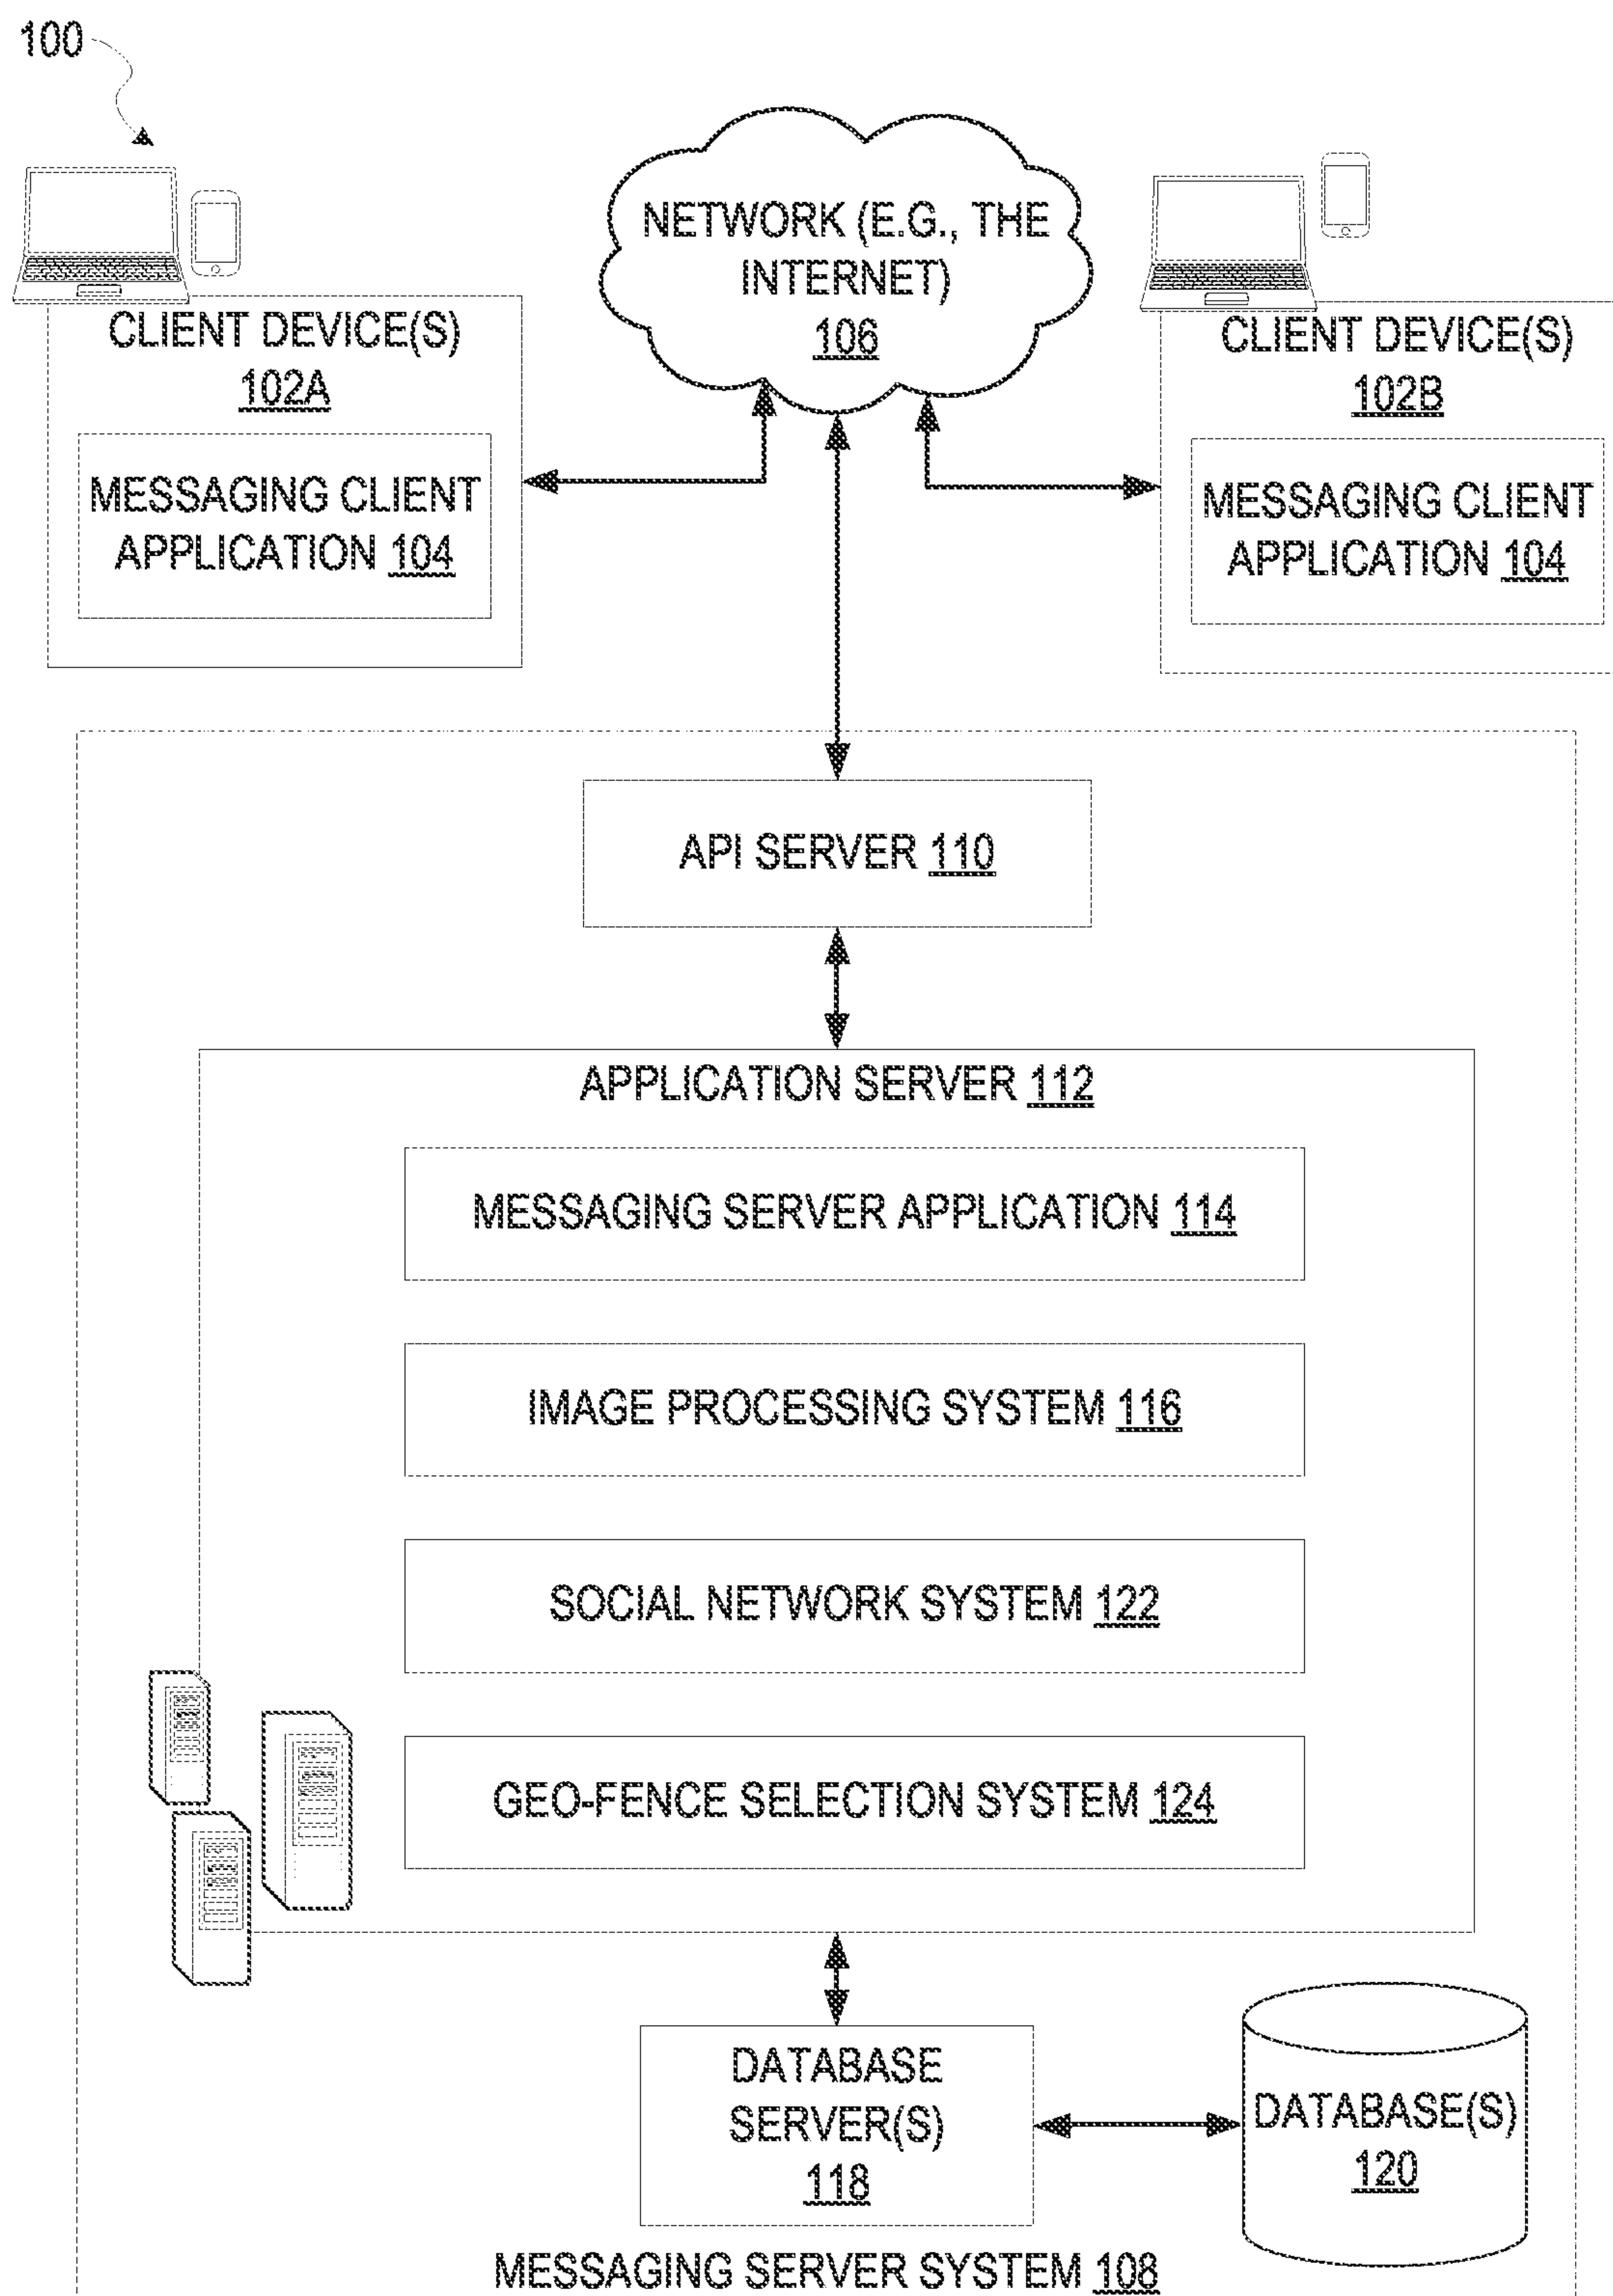 100
NETWORK (E.G., THE
INTERNET)
106
CLIENT DEVICE(S)
102A
MESSAGING CLIENT
APPLICATION 104
CLIENT DEVICE(S)
102B
MESSAGING CLIENT
APPLICATION 104
API SERVER 110
APPLICATION SERVER 112
MESSAGING SERVER APPLICATION 114
IMAGE PROCESSING SYSTEM 116
SOCIAL NETWORK SYSTEM 122
GEO-FENCE SELECTION SYSTEM 124
DATABASE
SERVER(S)
118
DATABASE(S)
120
MESSAGING SERVER SYSTEM 108